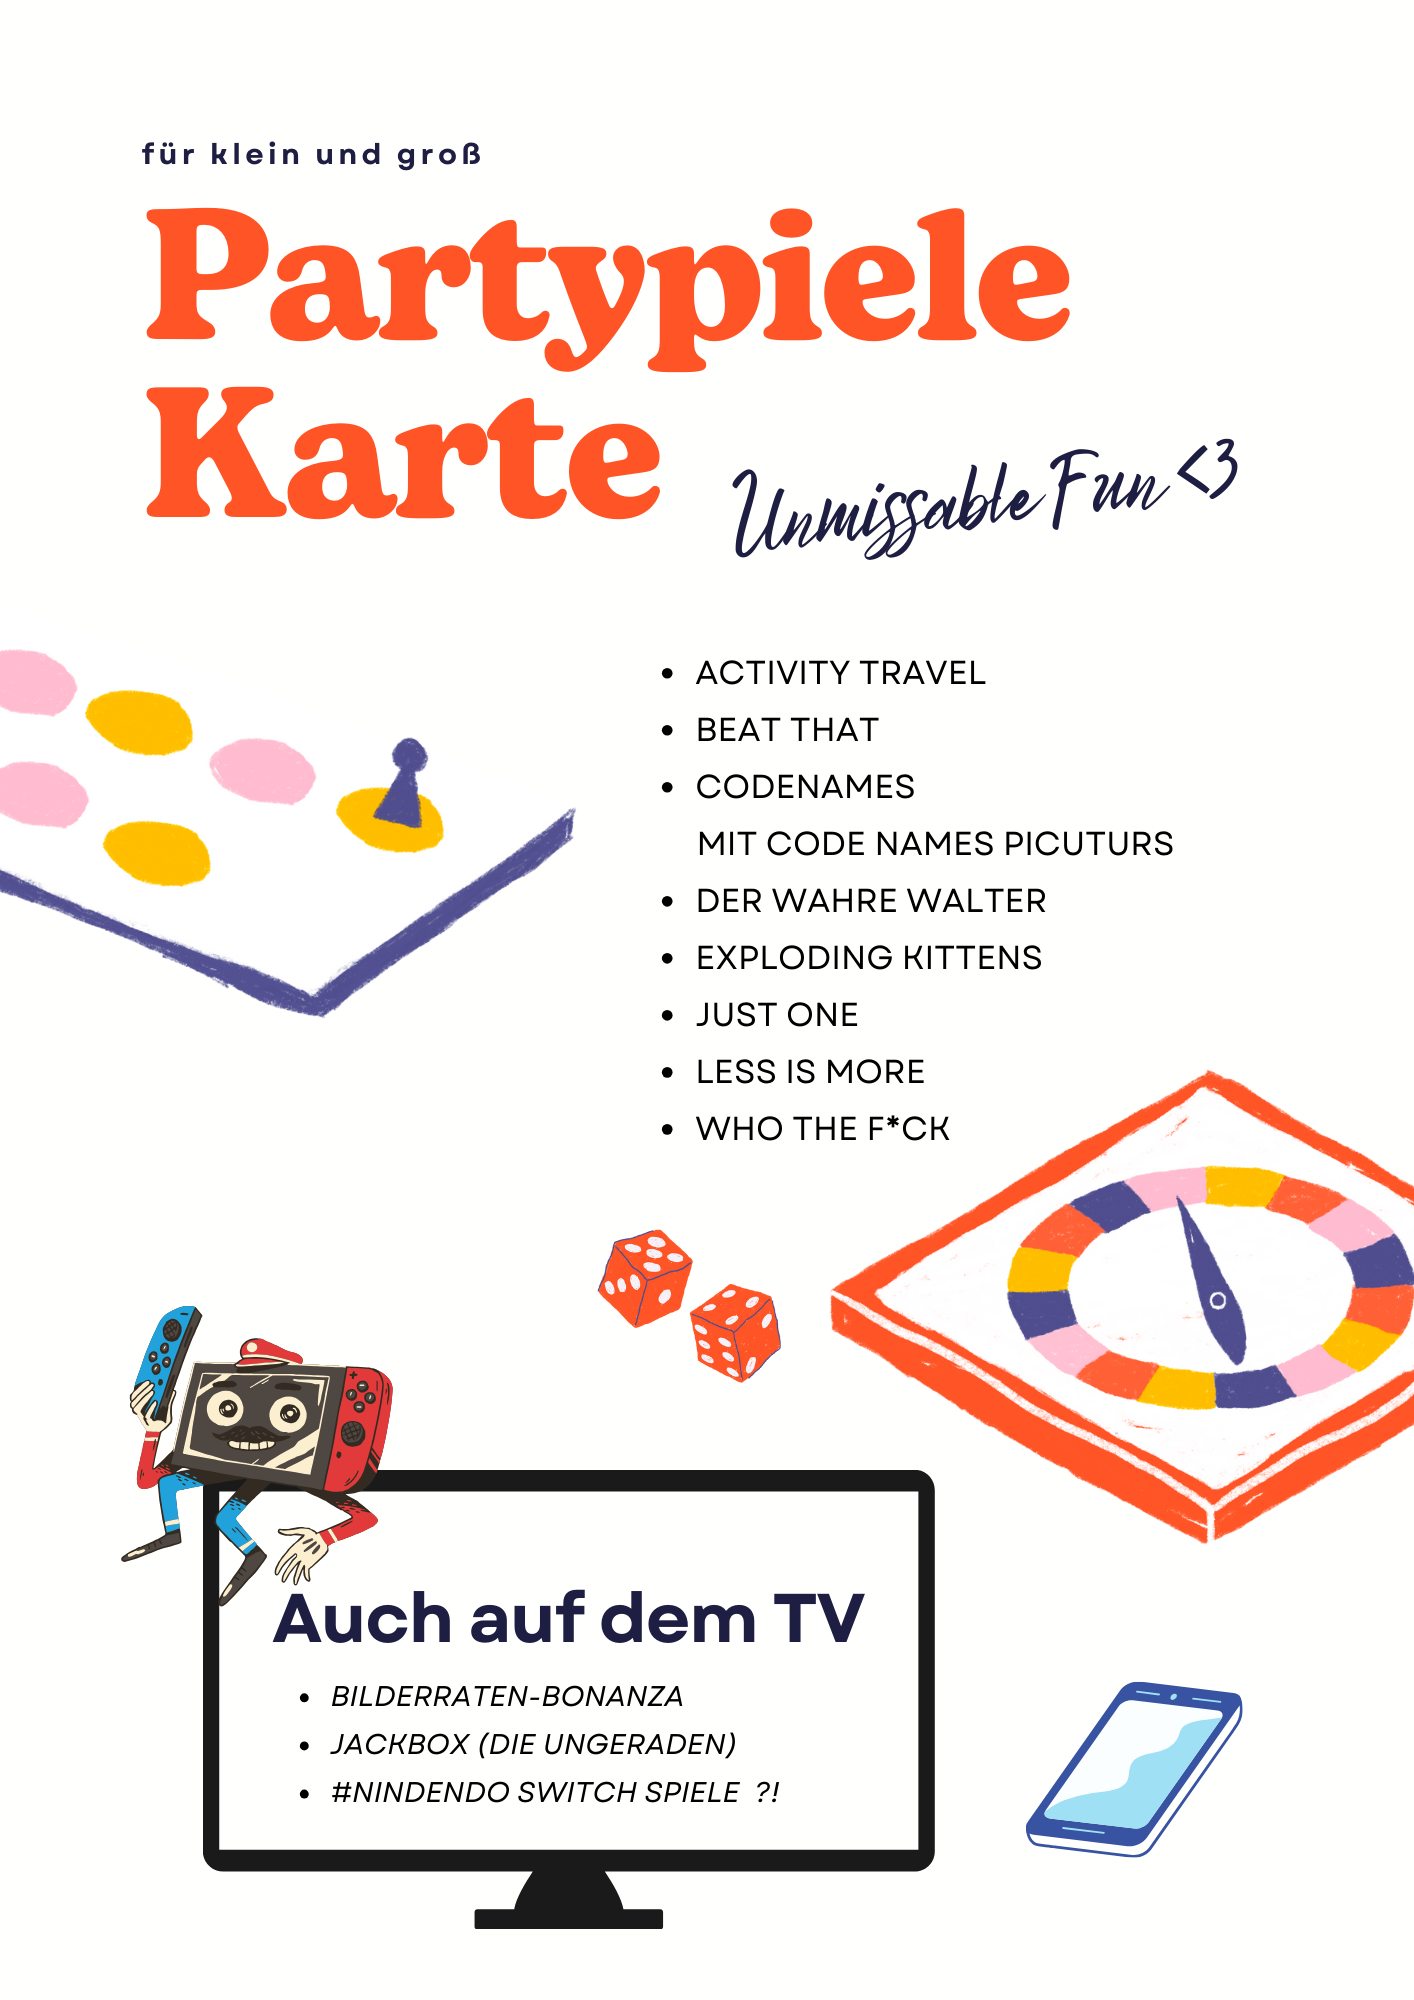 für klein und groß
Partypiele
Karte
Unmissable Fun <3
• ACTIVITY TRAVEL
• BEAT THAT
• CODENAMES
MIT CODE NAMES PICUTURS
• DER WAHRE WALTER
• EXPLODING KITTENS
• JUST ONE
• LESS IS MORE
• WHO THE F*CK
Auch auf dem TV
• BILDERRATEN-BONANZA
• JACKBOX (DIE UNGERADEN)
• #NINDENDO SWITCH SPIELE ?!